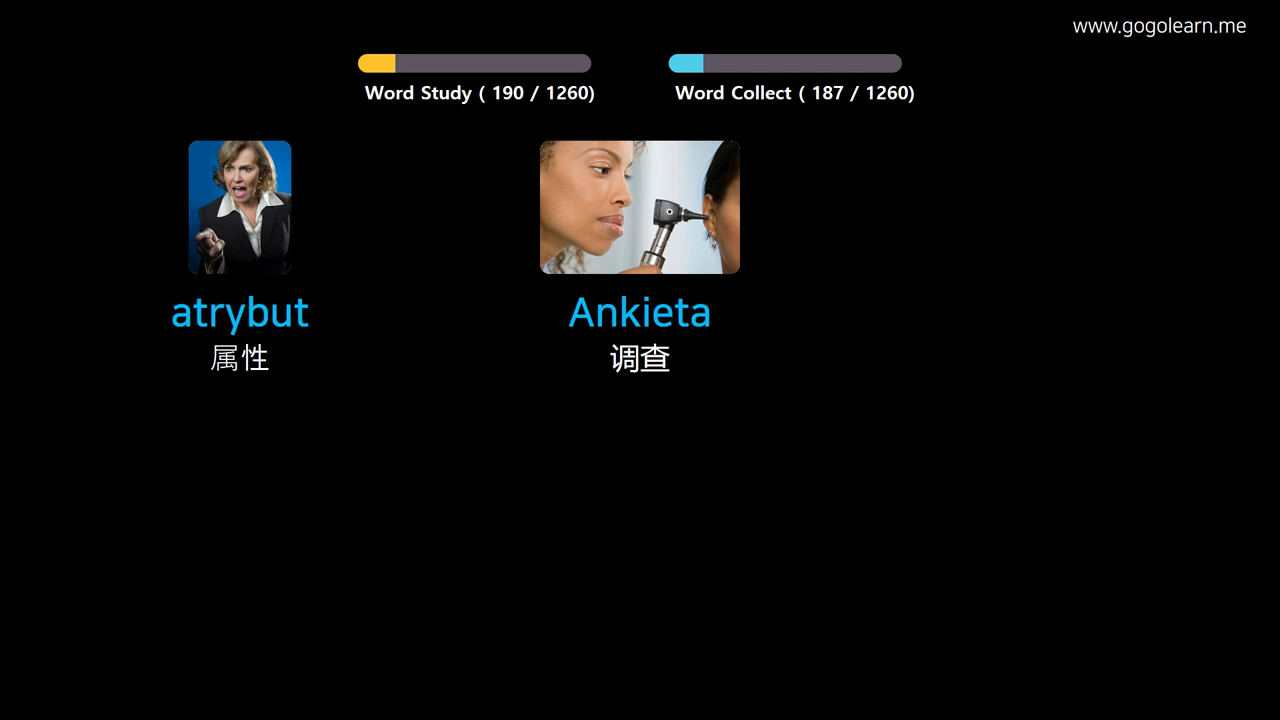 www.gogolearn.me
Word Study ( 190 / 1260)
Word Collect ( 187 / 1260)
atrybut
属性
Ankieta
调查